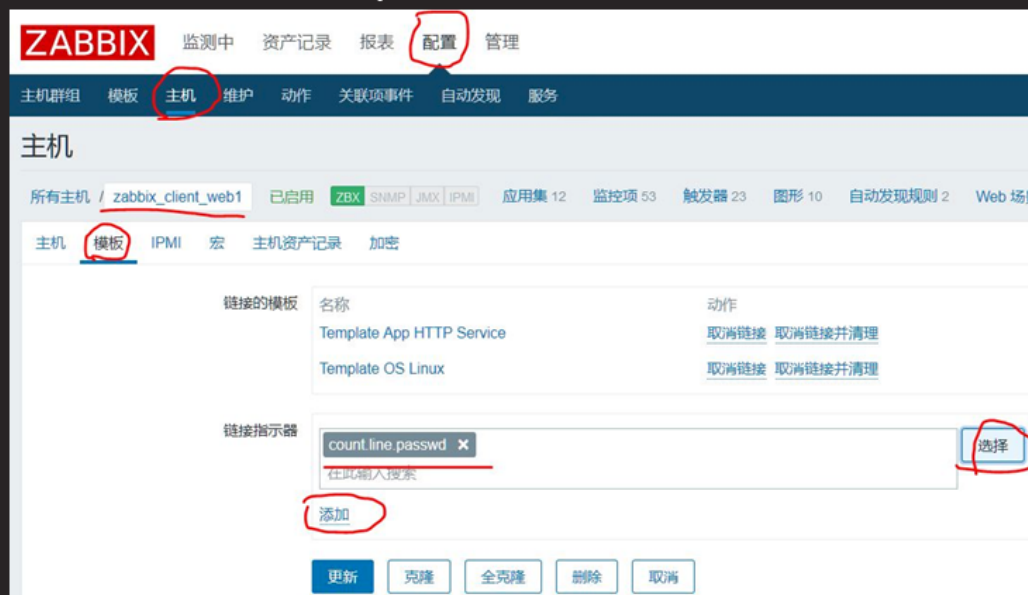 ZABBIX 监测中 资产记录 报表 配置 管理
主机群组 模板 主机 维护 动作 关联项事件 自动发现 服务
主机
所有主机 / zabbix_client_web1 已启用 ZBX SNMP JMX IPMI 应用集 12 监控项 53 触发器 23 图形 10 自动发现规则 2 Web 场
主机 模板 IPMI 宏 主机资产记录 加密
链接的模板 名称 动作
Template App HTTP Service 取消链接 取消链接并清理
Template OS Linux 取消链接 取消链接并清理
链接指示器 count.line.passwd × 选择
在此输入搜索
添加
更新 克隆 全克隆 删除 取消